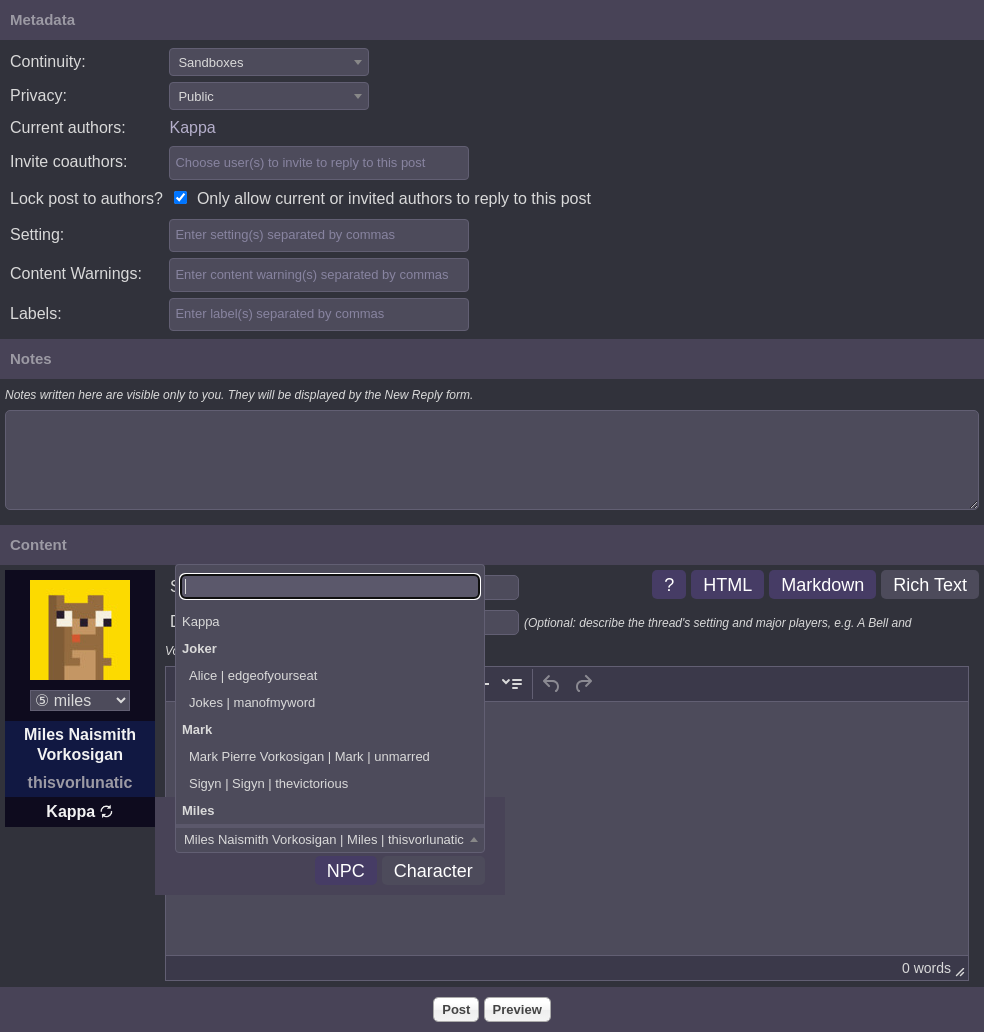 Metadata
Continuity: Sandboxes
Privacy: Public
Current authors: Kappa
Invite coauthors: Choose user(s) to invite to reply to this post
Lock post to authors? Only allow current or invited authors to reply to this post
Setting: Enter setting(s) separated by commas
Content Warnings: Enter content warning(s) separated by commas
Labels: Enter label(s) separated by commas
Notes
Notes written here are visible only to you. They will be displayed by the New Reply form.
Content
? HTML Markdown Rich Text
(Optional: describe the thread's setting and major players, e.g. A Bell and
⑤ miles
Miles Naismith
Vorkosigan
thisvorlunatic
Kappa
Kappa
Joker
Alice | edgeofyourseat
Jokes | manofmyword
Mark
Mark Pierre Vorkosigan | Mark | unmarred
Sigyn | Sigyn | thevictorious
Miles
Miles Naismith Vorkosigan | Miles | thisvorlunatic
NPC Character
0 words
Post Preview